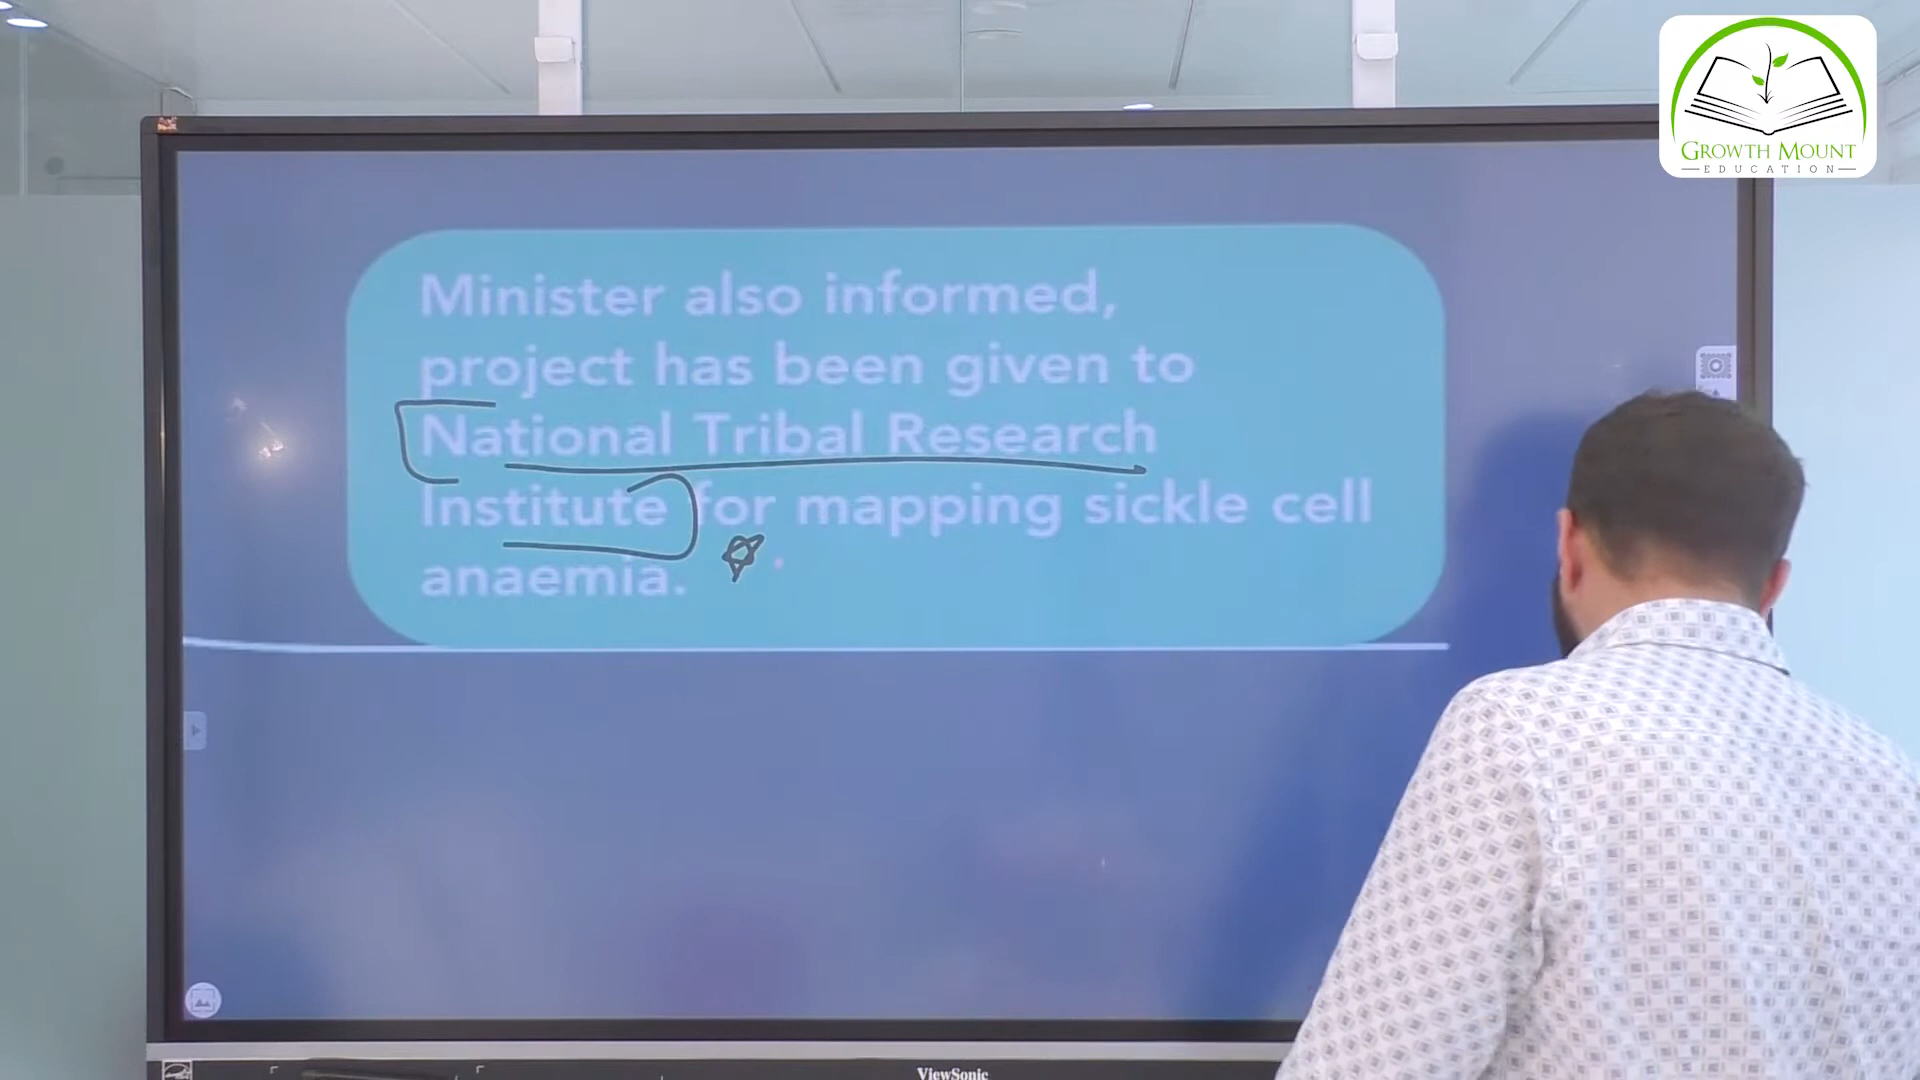 GROWTH MOUNT
EDUCATION
Minister also informed,
project has been given to
National Tribal Research
Institute for mapping sickle cell
anaemia.
ViewSonic